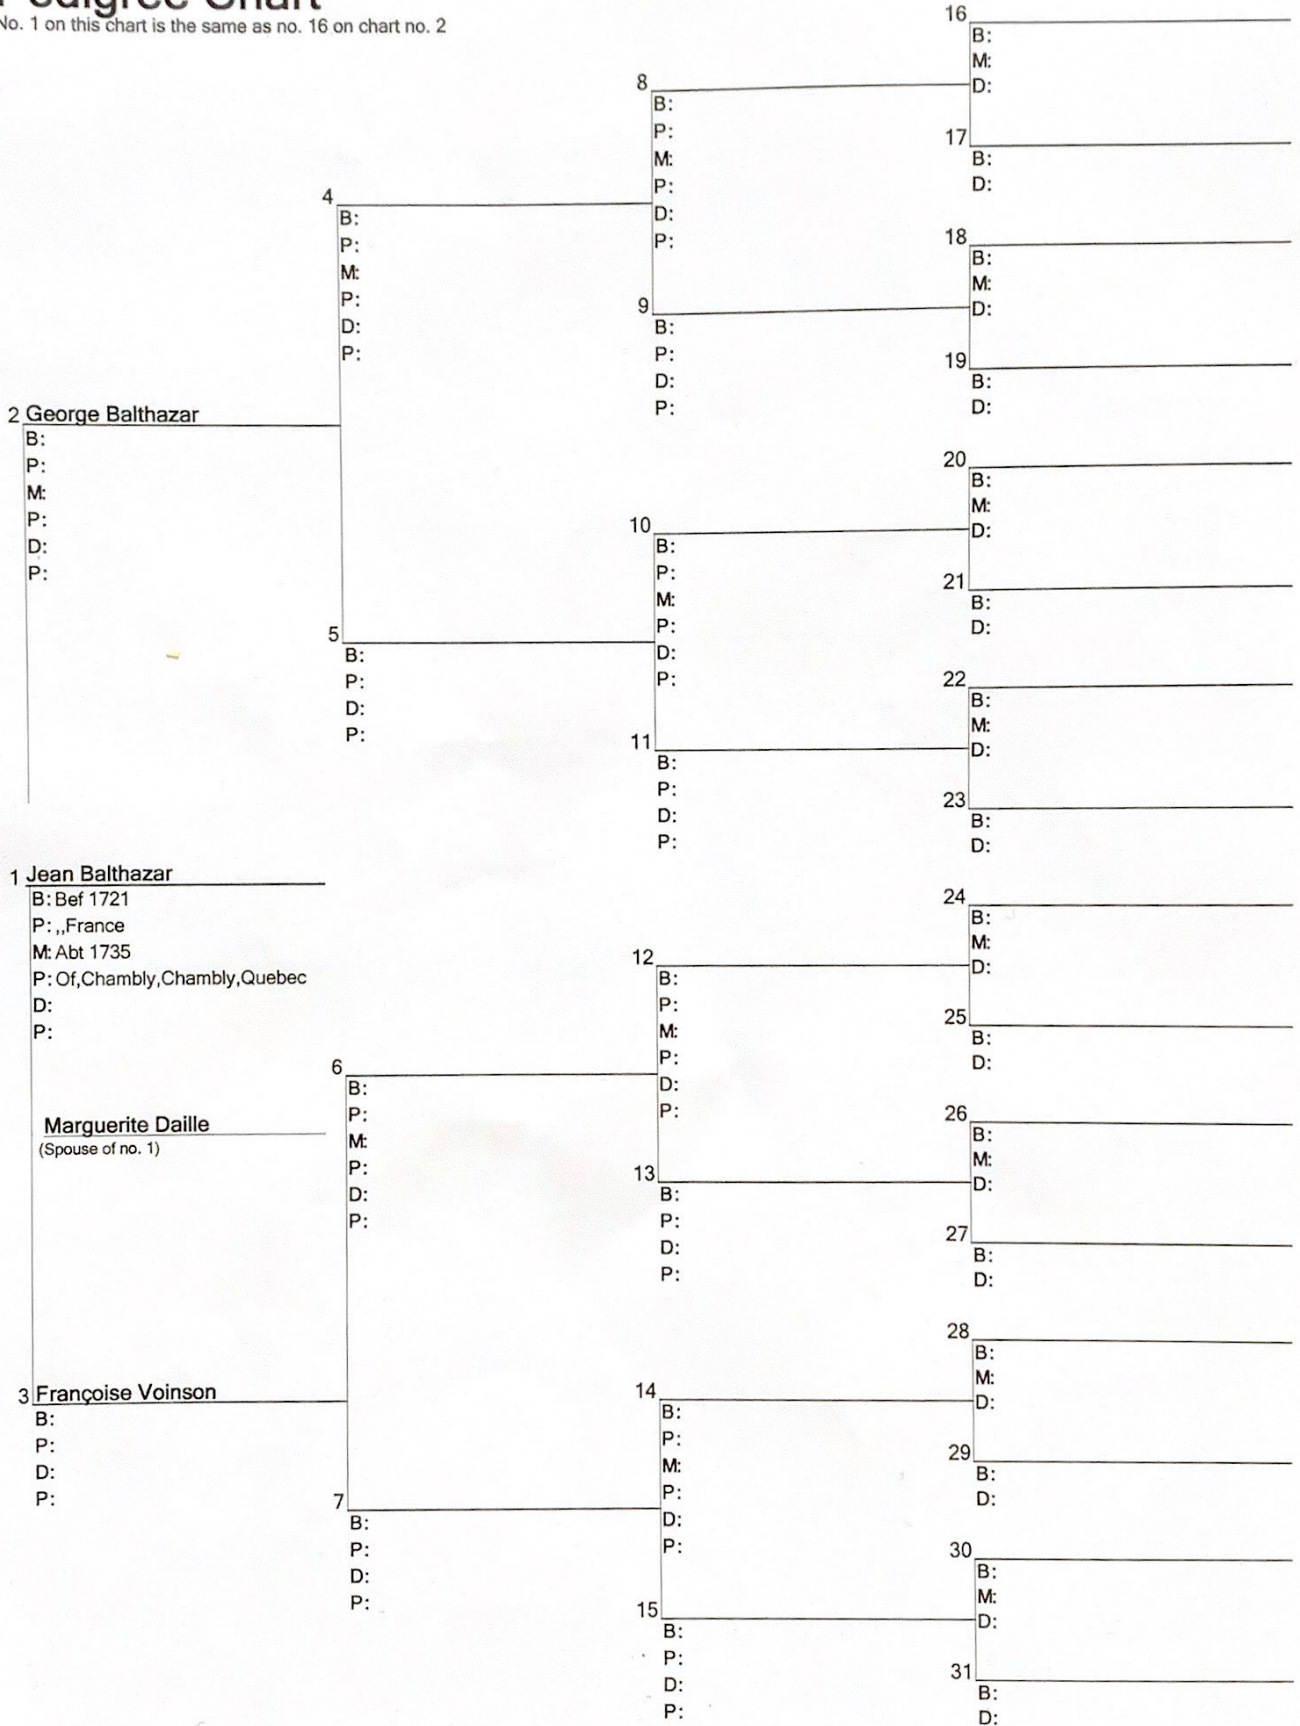 Pedigree Chart
No. 1 on this chart is the same as no. 16 on chart no. 2
2 George Balthazar
B:
P:
M:
P:
D:
P:
1 Jean Balthazar
B: Bef 1721
P: ,,France
M: Abt 1735
P: Of,Chambly,Chambly,Quebec
D:
P:
Marguerite Daille
(Spouse of no. 1)
3 Françoise Voinson
B:
P:
D:
P:
4
B:
P:
M:
P:
D:
P:
5
B:
P:
D:
P:
6
B:
P:
M:
P:
D:
P:
7
B:
P:
D:
P:
8
B:
P:
M:
P:
D:
P:
9
B:
P:
D:
P:
10
B:
P:
M:
P:
D:
P:
11
B:
P:
D:
P:
12
B:
P:
M:
P:
D:
P:
13
B:
P:
D:
P:
14
B:
P:
M:
P:
D:
P:
15
B:
P:
D:
P:
16
B:
M:
D:
17
B:
D:
18
B:
M:
D:
19
B:
D:
20
B:
M:
D:
21
B:
D:
22
B:
M:
D:
23
B:
D:
24
B:
M:
D:
25
B:
D:
26
B:
M:
D:
27
B:
D:
28
B:
M:
D:
29
B:
D:
30
B:
M:
D:
31
B:
D: